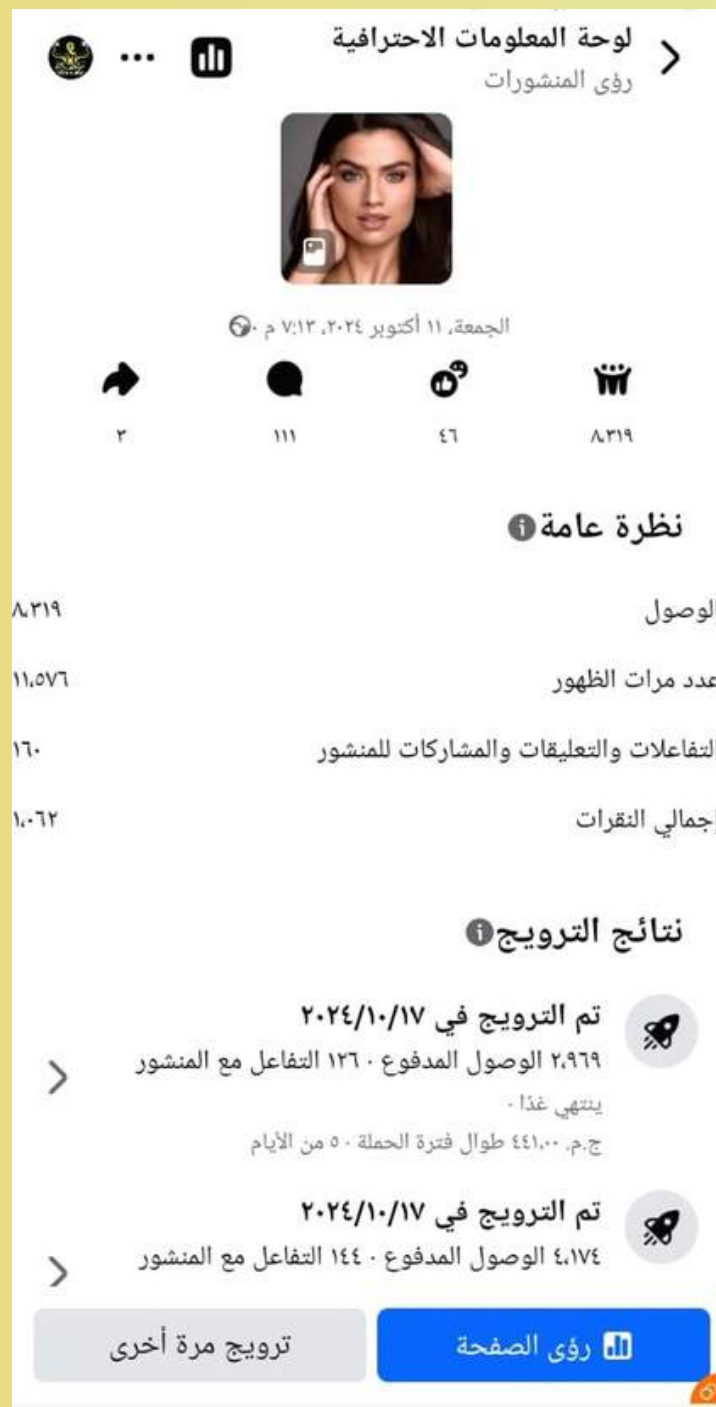 لوحة المعلومات الاحترافية
رؤى المنشورات
الجمعة، ١١ أكتوبر ٢٠٢٤، ٧:١٣ م ·
٨،٣١٩
٤٦
١١١
٣
نظرة عامة
الوصول
٨،٣١٩
عدد مرات الظهور
١١،٥٧٦
التفاعلات والتعليقات والمشاركات للمنشور
١٦٠
إجمالي النقرات
١،٠٦٢
نتائج الترويج
تم الترويج في ٢٠٢٤/١٠/١٧
٢،٩٦٩ الوصول المدفوع · ١٢٦ التفاعل مع المنشور
ينتهي غدًا ·
ج.م. ٤٤١،٠٠ طوال فترة الحملة · ٥ من الأيام
تم الترويج في ٢٠٢٤/١٠/١٧
٤،١٧٤ الوصول المدفوع · ١٤٤ التفاعل مع المنشور
رؤى الصفحة
ترويج مرة أخرى